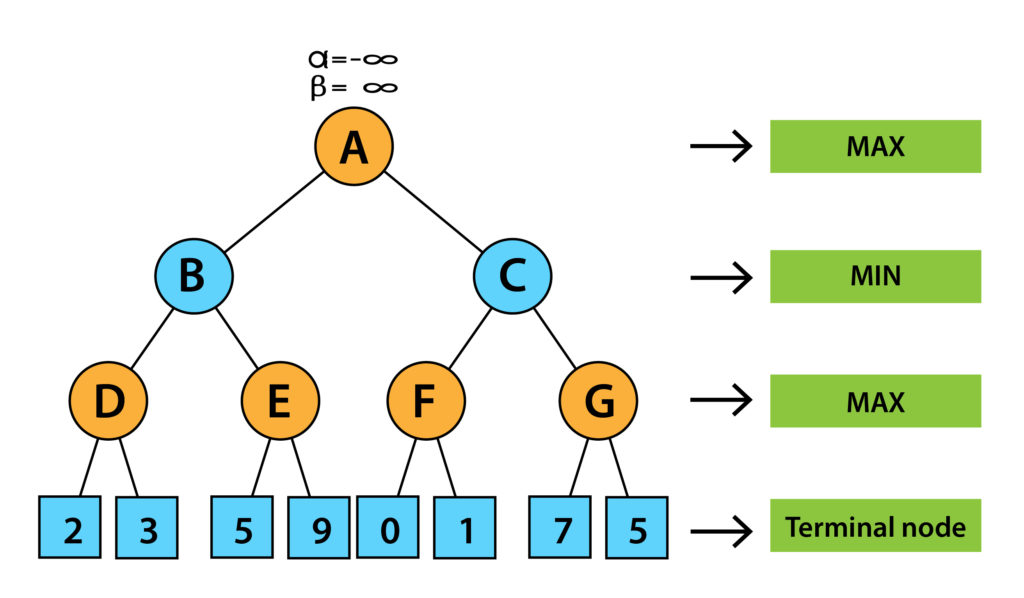 α=-∞
β= ∞
A
MAX
B
C
MIN
D
E
F
G
MAX
2
3
5
9
0
1
7
5
Terminal node